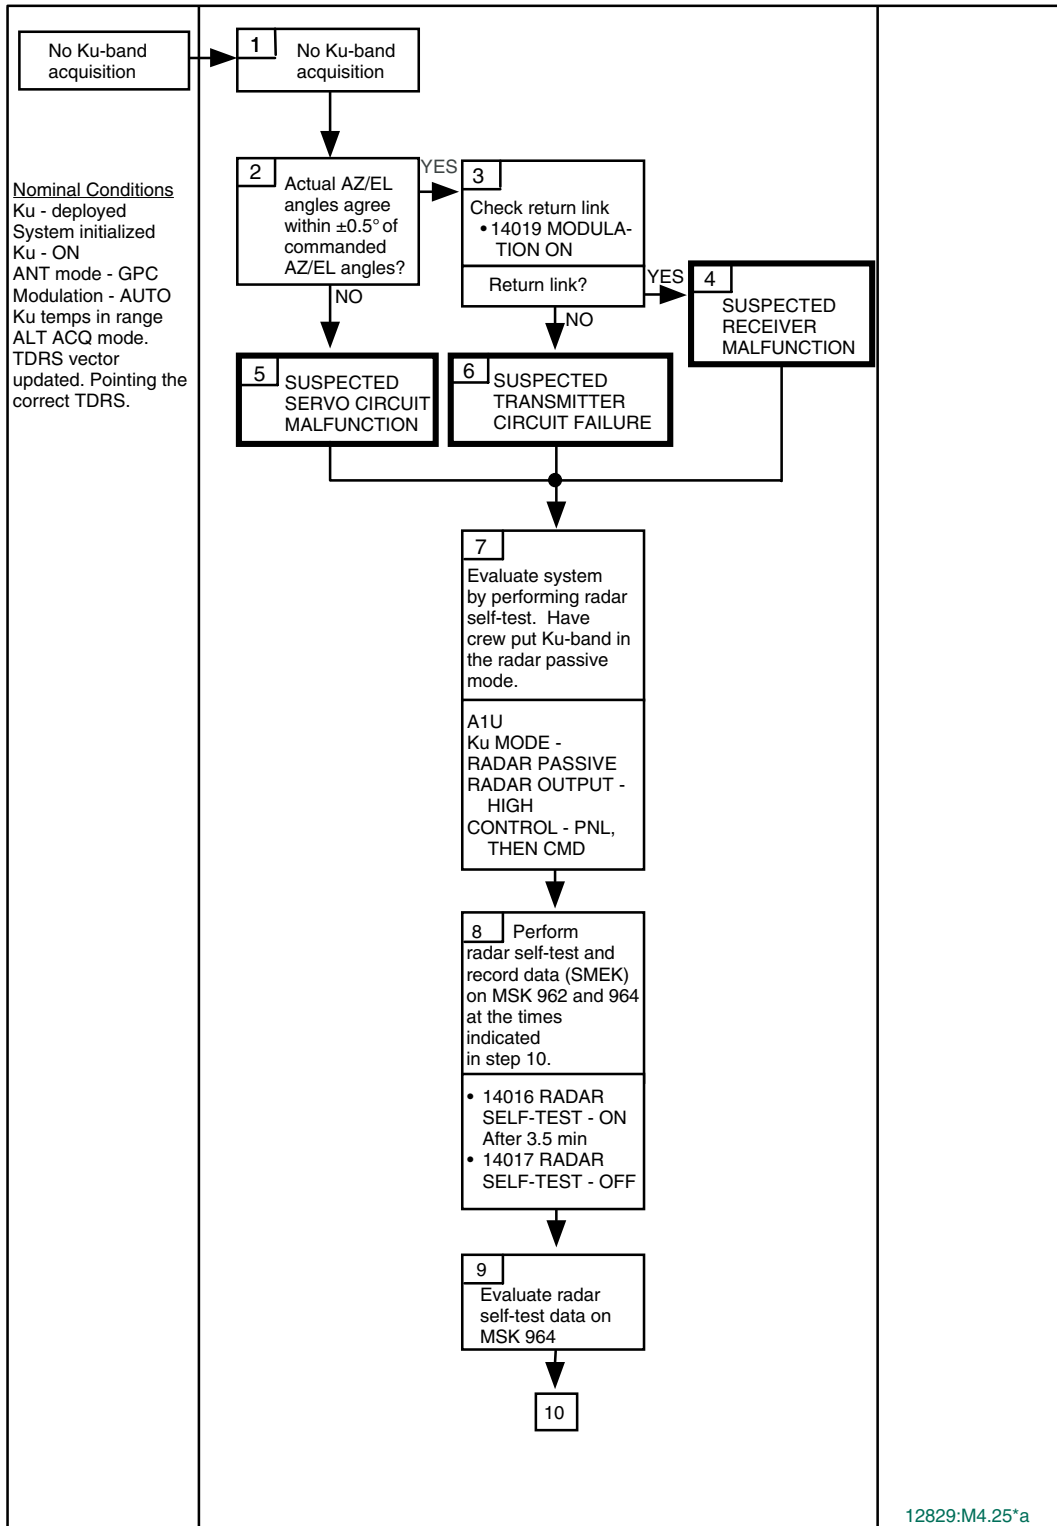 No Ku-band
acquisition
Nominal Conditions
Ku - deployed
System initialized
Ku - ON
ANT mode - GPC
Modulation - AUTO
Ku temps in range
ALT ACQ mode.
TDRS vector
updated. Pointing the
correct TDRS.
1
No Ku-band
acquisition
2
Actual AZ/EL
angles agree
within ±0.5° of
commanded
AZ/EL angles?
YES
NO
3
Check return link
• 14019 MODULA-
TION ON
Return link?
YES
NO
4
SUSPECTED
RECEIVER
MALFUNCTION
5
SUSPECTED
SERVO CIRCUIT
MALFUNCTION
6
SUSPECTED
TRANSMITTER
CIRCUIT FAILURE
7
Evaluate system
by performing radar
self-test. Have
crew put Ku-band in
the radar passive
mode.
A1U
Ku MODE -
RADAR PASSIVE
RADAR OUTPUT -
HIGH
CONTROL - PNL,
THEN CMD
8 Perform
radar self-test and
record data (SMEK)
on MSK 962 and 964
at the times
indicated
in step 10.
• 14016 RADAR
SELF-TEST - ON
After 3.5 min
• 14017 RADAR
SELF-TEST - OFF
9
Evaluate radar
self-test data on
MSK 964
10
12829:M4.25*a